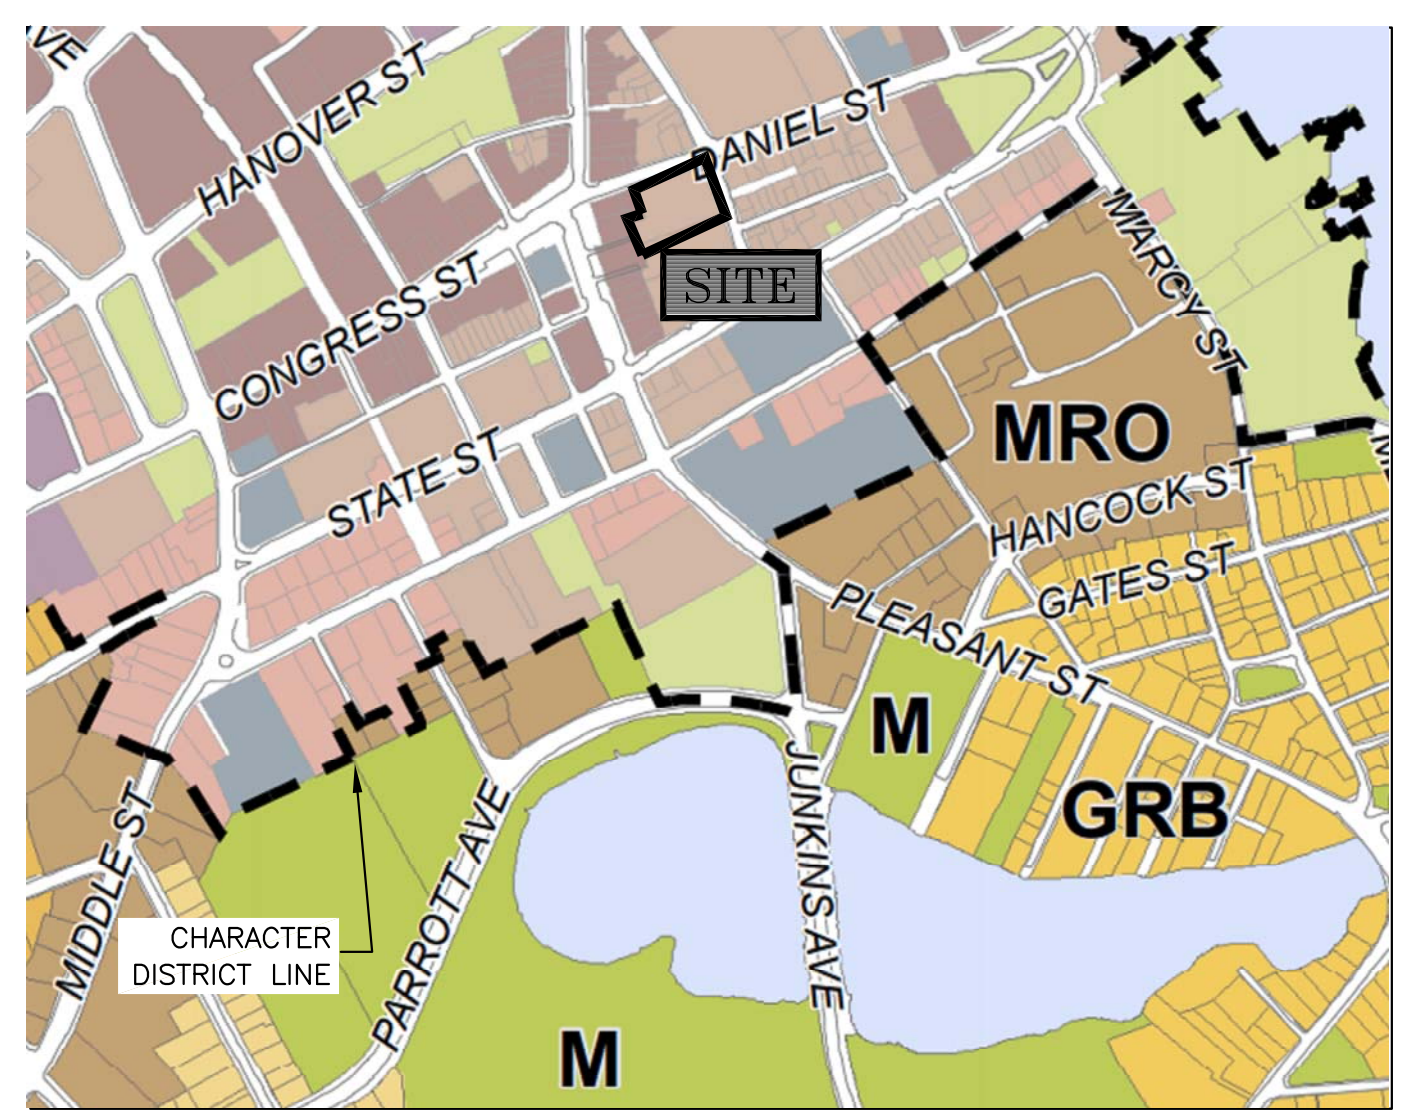 VE
HANOVER ST
DANIEL ST
MARCY ST
SITE
CONGRESS ST
STATE ST
MRO
HANCOCK ST
GATES ST
PLEASANT ST
M
GRB
JUNKINS AVE
MIDDLE ST
PARROTT AVE
CHARACTER
DISTRICT LINE
M